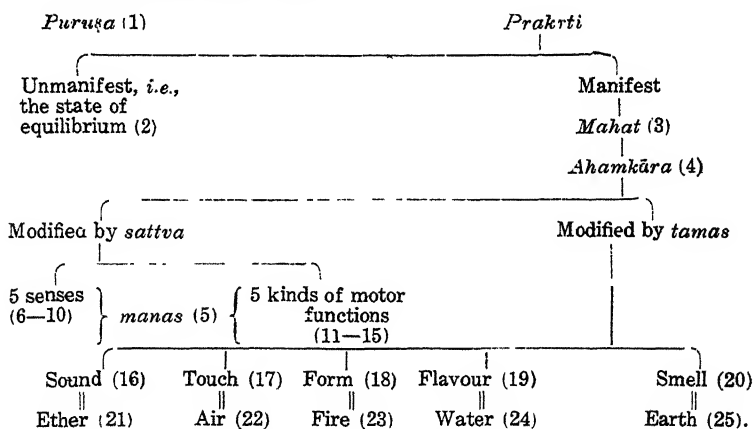 Puruṣa (1) Prakrti
Unmanifest, i.e., Manifest
the state of
equilibrium (2) Mahat (3)
Ahamkāra (4)
Modified by sattva Modified by tamas
5 senses } manas (5) { 5 kinds of motor
(6—10) functions
(11—15)
Sound (16) Touch (17) Form (18) Flavour (19) Smell (20)
Ether (21) Air (22) Fire (23) Water (24) Earth (25).